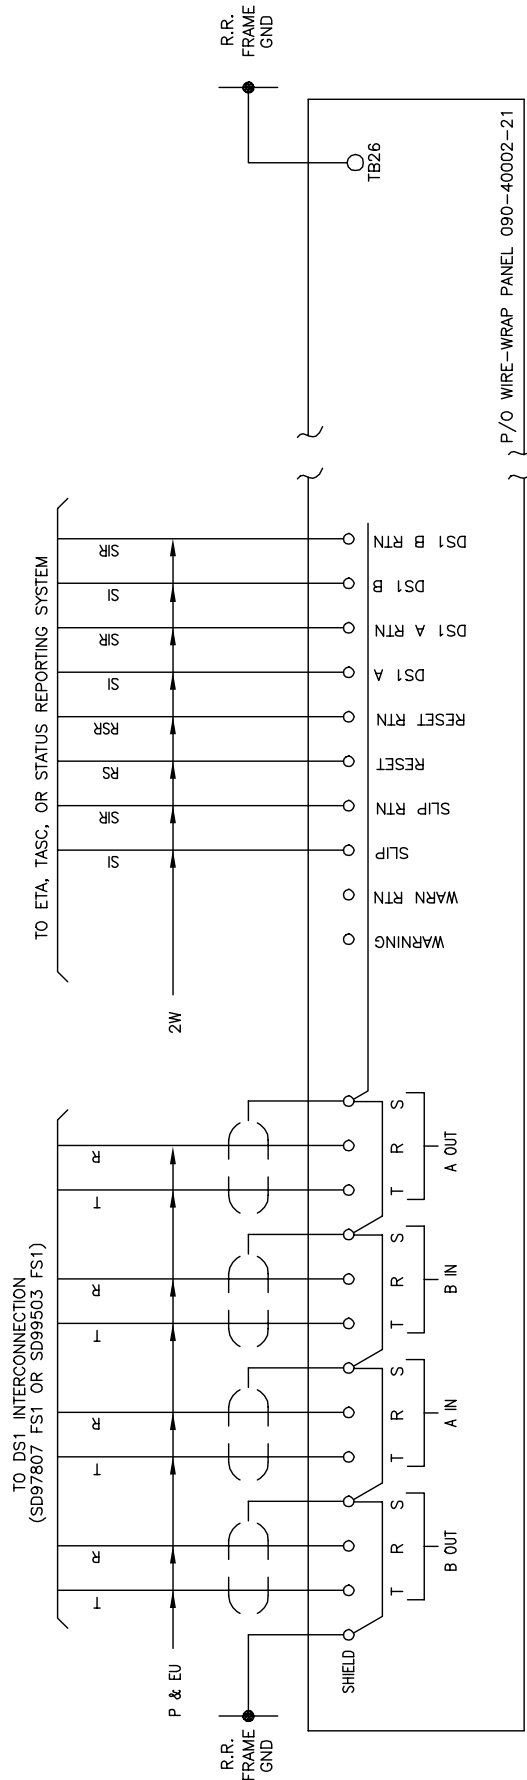 TO DS1 INTERCONNECTION
(SD97807 FS1 OR SD99503 FS1)
TO ETA, TASC, OR STATUS REPORTING SYSTEM
T
R
T
R
T
R
T
R
SI
SIR
RS
RSR
SI
SIR
SI
SIR
P & EU
2W
R.R.
FRAME
GND
R.R.
FRAME
GND
SHIELD
T R S
B OUT
T R S
A IN
T R S
B IN
T R S
A OUT
WARNING
WARN RTN
SLIP
SLIP RTN
RESET
RESET RTN
DS1 A
DS1 A RTN
DS1 B
DS1 B RTN
TB26
P/O WIRE-WRAP PANEL 090-40002-21